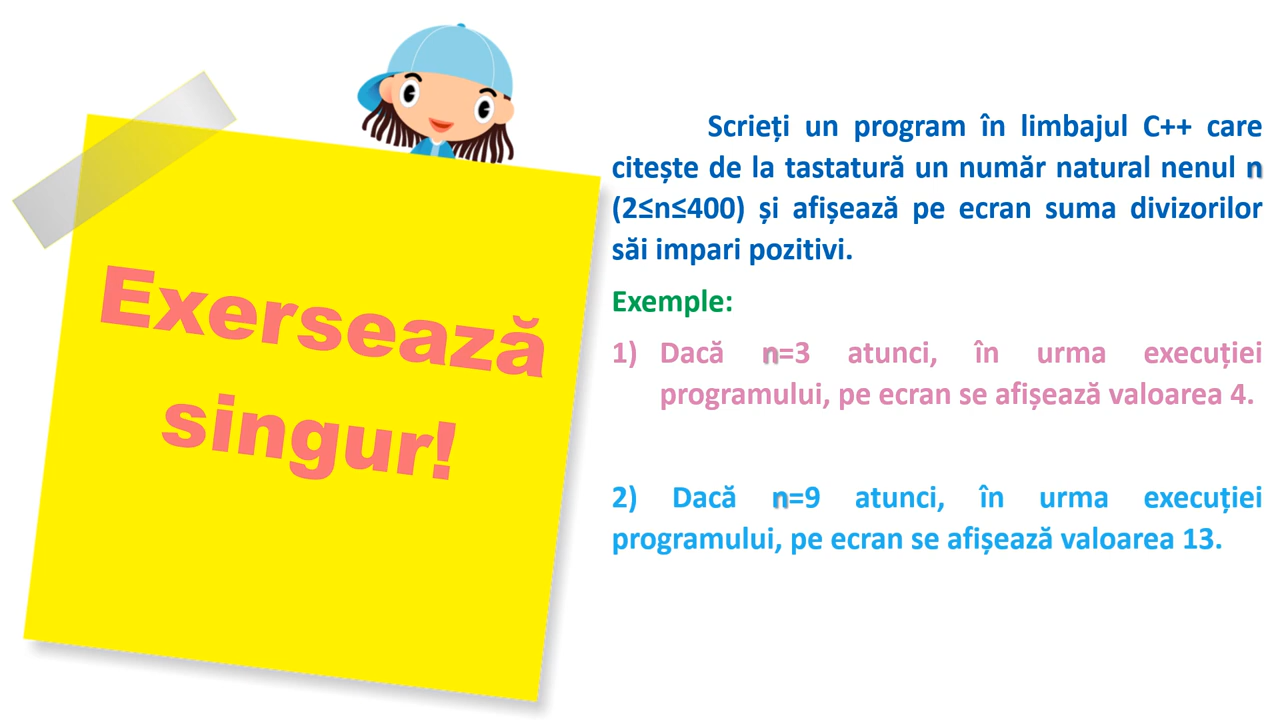 Exersează
singur!
Scrieți un program în limbajul C++ care
citește de la tastatură un număr natural nenul n
(2≤n≤400) și afișează pe ecran suma divizorilor
săi impari pozitivi.
Exemple:
1) Dacă n=3 atunci, în urma execuției
programului, pe ecran se afișează valoarea 4.
2) Dacă n=9 atunci, în urma execuției
programului, pe ecran se afișează valoarea 13.